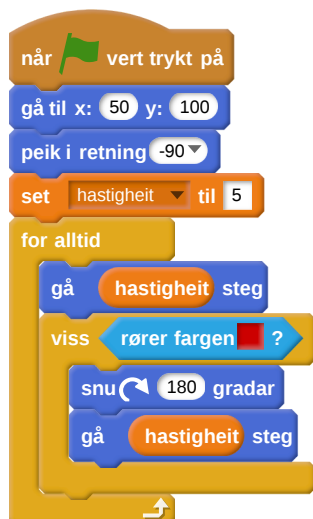 når vert trykt på
gå til x: 50 y: 100
peik i retning -90
set hastigheit til 5
for alltid
gå hastigheit steg
viss rører fargen ?
snu 180 gradar
gå hastigheit steg